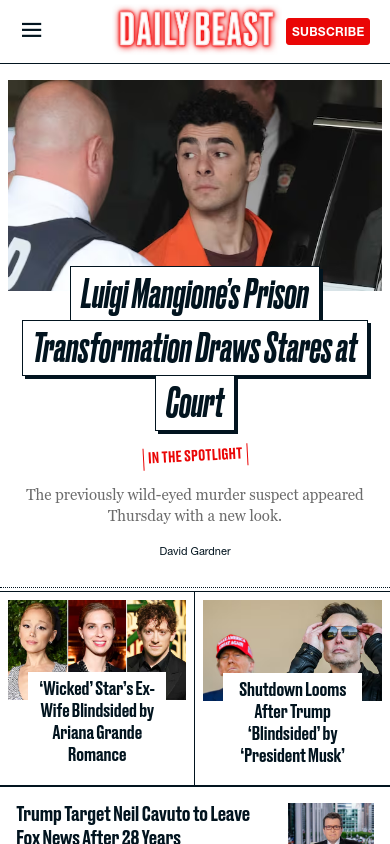 DAILY BEAST
SUBSCRIBE
Luigi Mangione’s Prison
Transformation Draws Stares at
Court
IN THE SPOTLIGHT
The previously wild-eyed murder suspect appeared
Thursday with a new look.
David Gardner
‘Wicked’ Star’s Ex-
Wife Blindsided by
Ariana Grande
Romance
Shutdown Looms
After Trump
‘Blindsided’ by
‘President Musk’
Trump Target Neil Cavuto to Leave
Fox News After 28 Years